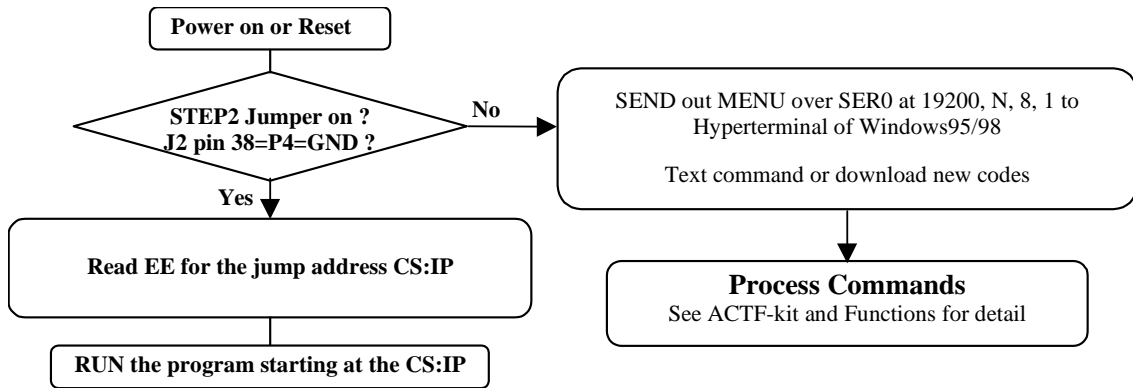 Power on or Reset
STEP2 Jumper on ?
J2 pin 38=P4=GND ?
No
Yes
SEND out MENU over SER0 at 19200, N, 8, 1 to
Hyperterminal of Windows95/98
Text command or download new codes
Read EE for the jump address CS:IP
RUN the program starting at the CS:IP
Process Commands
See ACTF-kit and Functions for detail